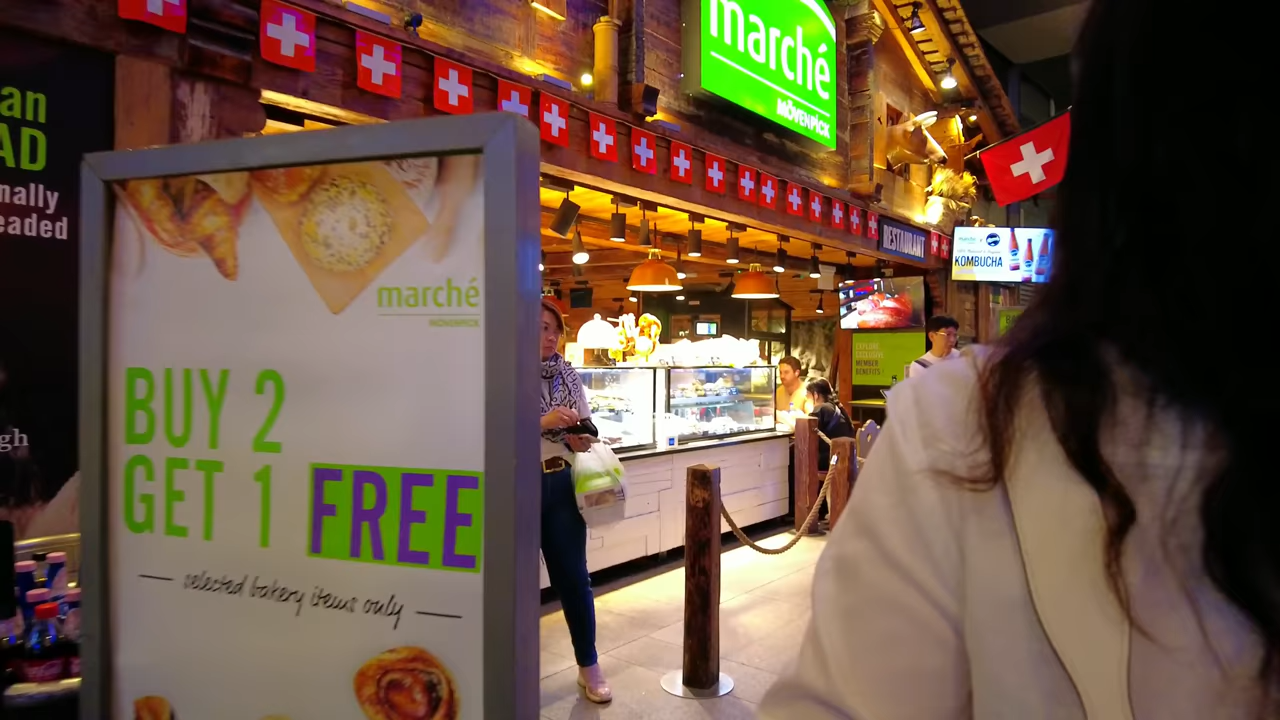 an
AD
nally
eaded
gh
marché
MÖVENPICK
BUY 2
GET 1 FREE
selected bakery items only
marché
MÖVENPICK
RESTAURANT
KOMBUCHA
EXPLORE
EXCLUSIVE
MEMBER
BENEFITS!